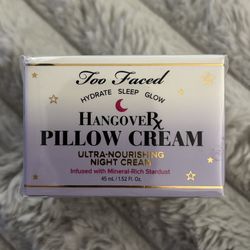 Too Faced
HYDRATE SLEEP GLOW
HANGOVER℞
PILLOW CREAM
ULTRA-NOURISHING
NIGHT CREAM
Infused with Mineral-Rich Stardust
45 mL / 1.52 Fl. Oz.